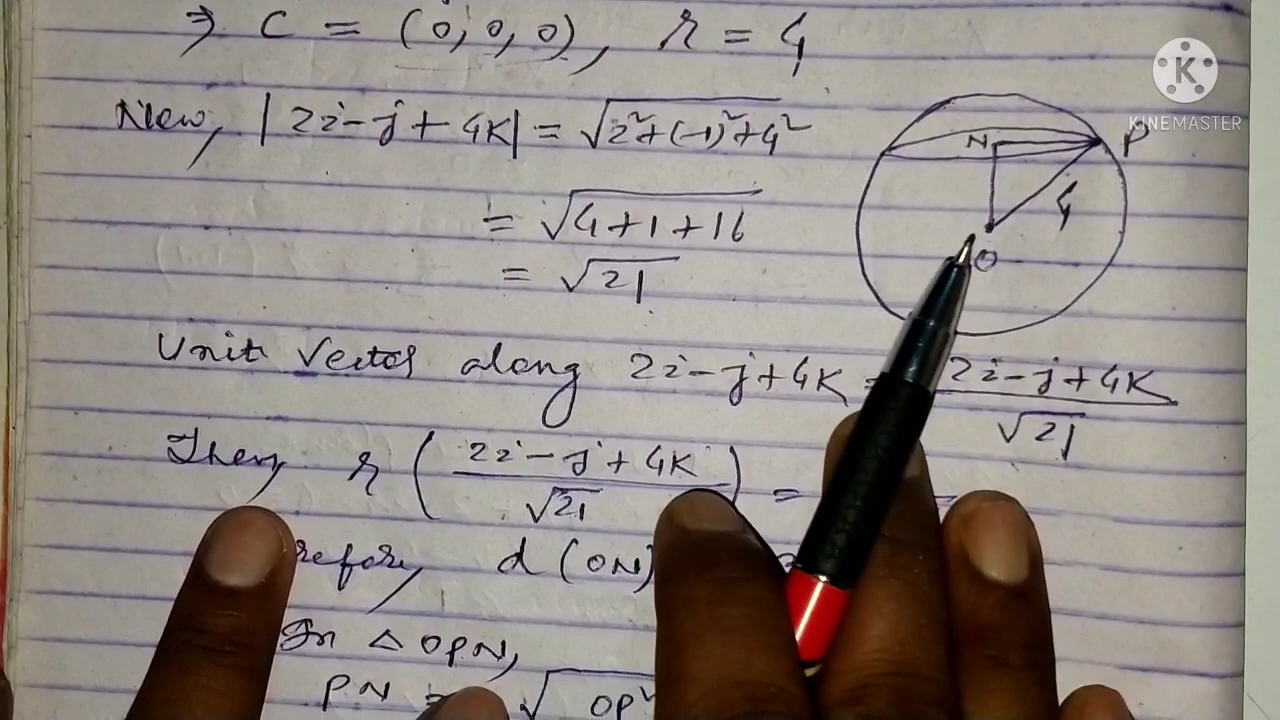 ⇒ C = (0, 0, 0), r = 4
K
KINEMASTER
Now, |2i-j+4K| = √2²+(-1)²+4²
N P
= √4+1+16
4
= √21
O
Unit Vector along 2i-j+4K = 2i-j+4K / √21
Then, r (2i-j+4K / √21) =
refore, d (ON)
In △ OPN,
PN = √ OP²